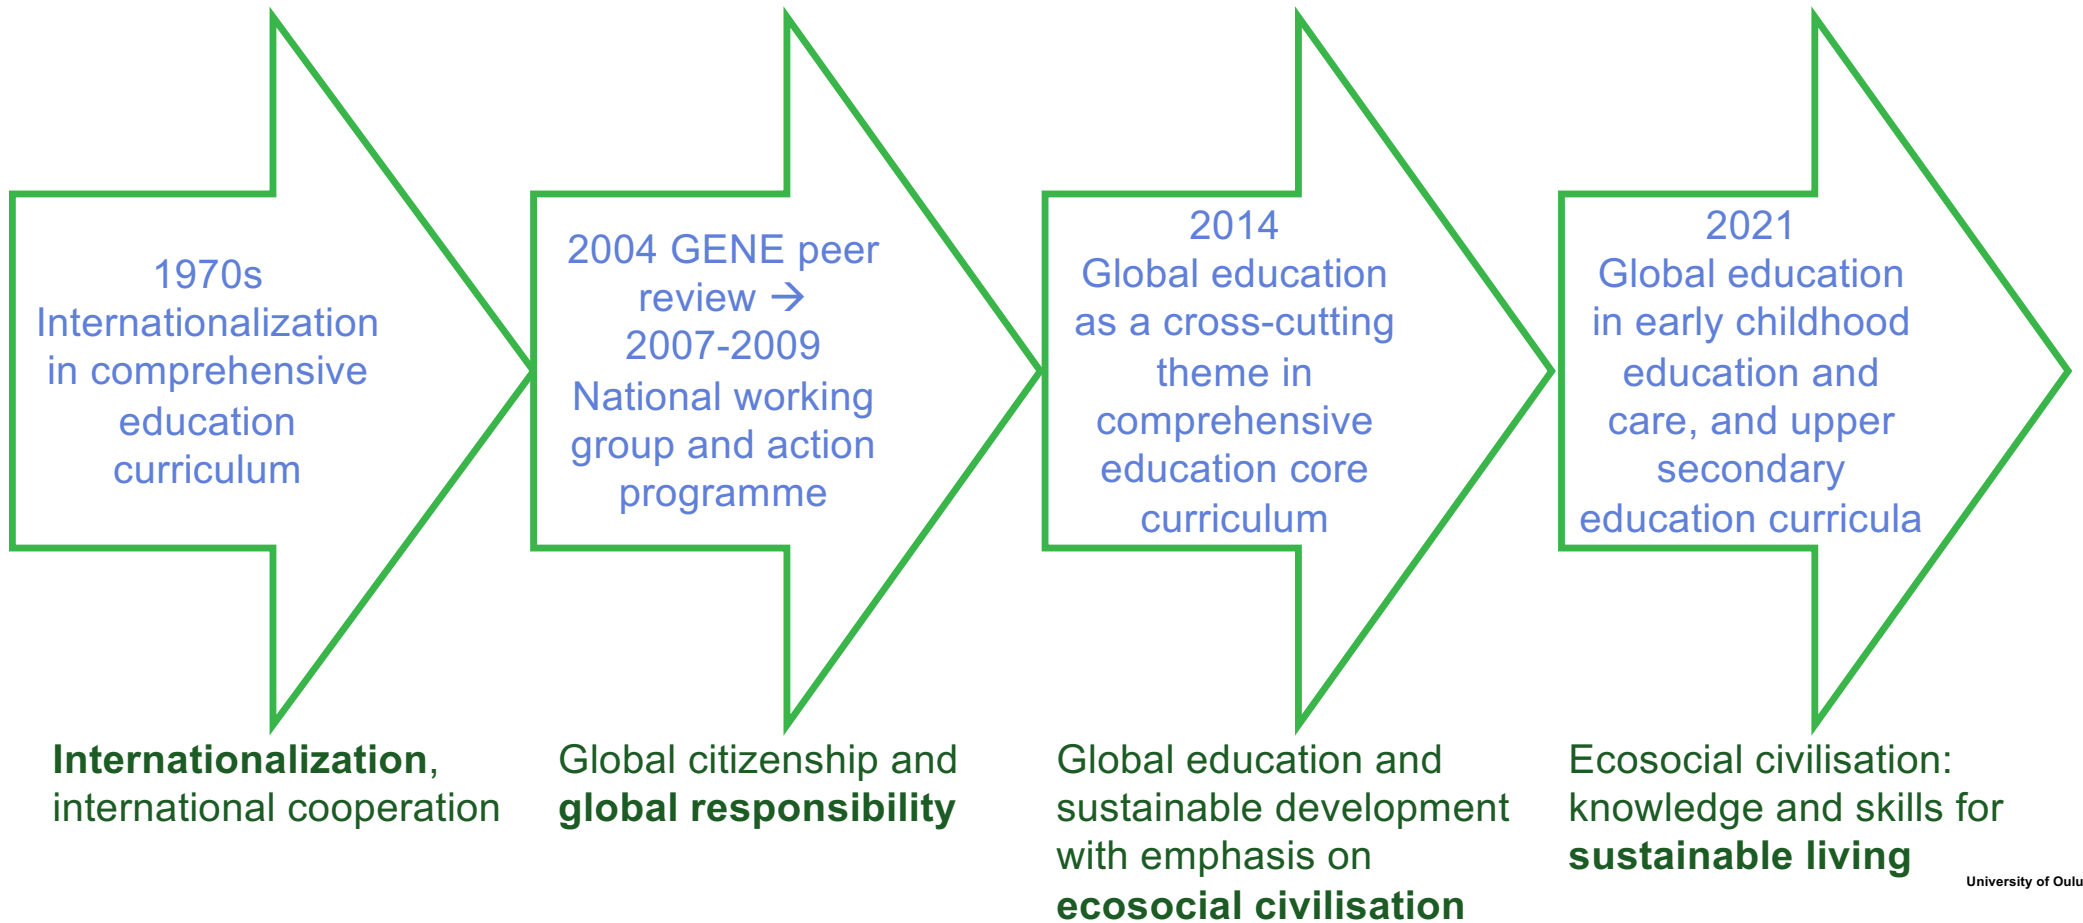 1970s
Internationalization
in comprehensive
education
curriculum
2004 GENE peer
review →
2007-2009
National working
group and action
programme
2014
Global education
as a cross-cutting
theme in
comprehensive
education core
curriculum
2021
Global education
in early childhood
education and
care, and upper
secondary
education curricula
Internationalization,
international cooperation
Global citizenship and
global responsibility
Global education and
sustainable development
with emphasis on
ecosocial civilisation
Ecosocial civilisation:
knowledge and skills for
sustainable living
University of Oulu